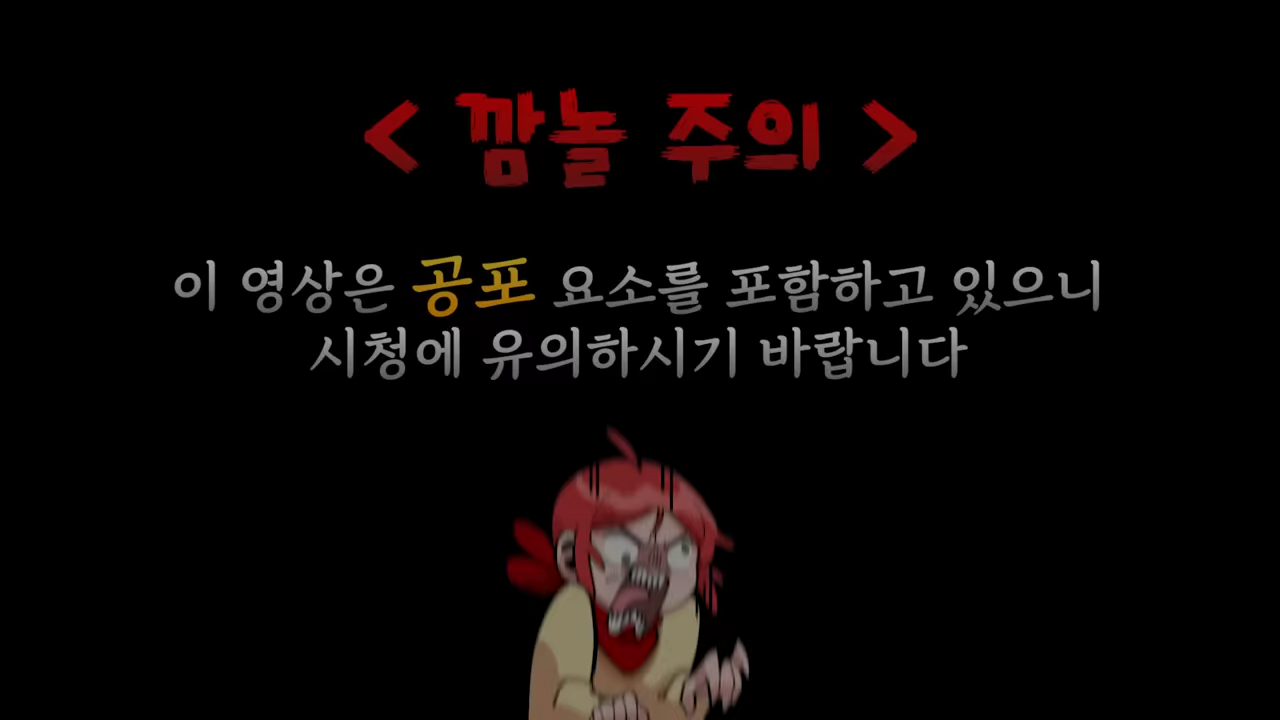 < 깜놀 주의 >
이 영상은 공포 요소를 포함하고 있으니
시청에 유의하시기 바랍니다